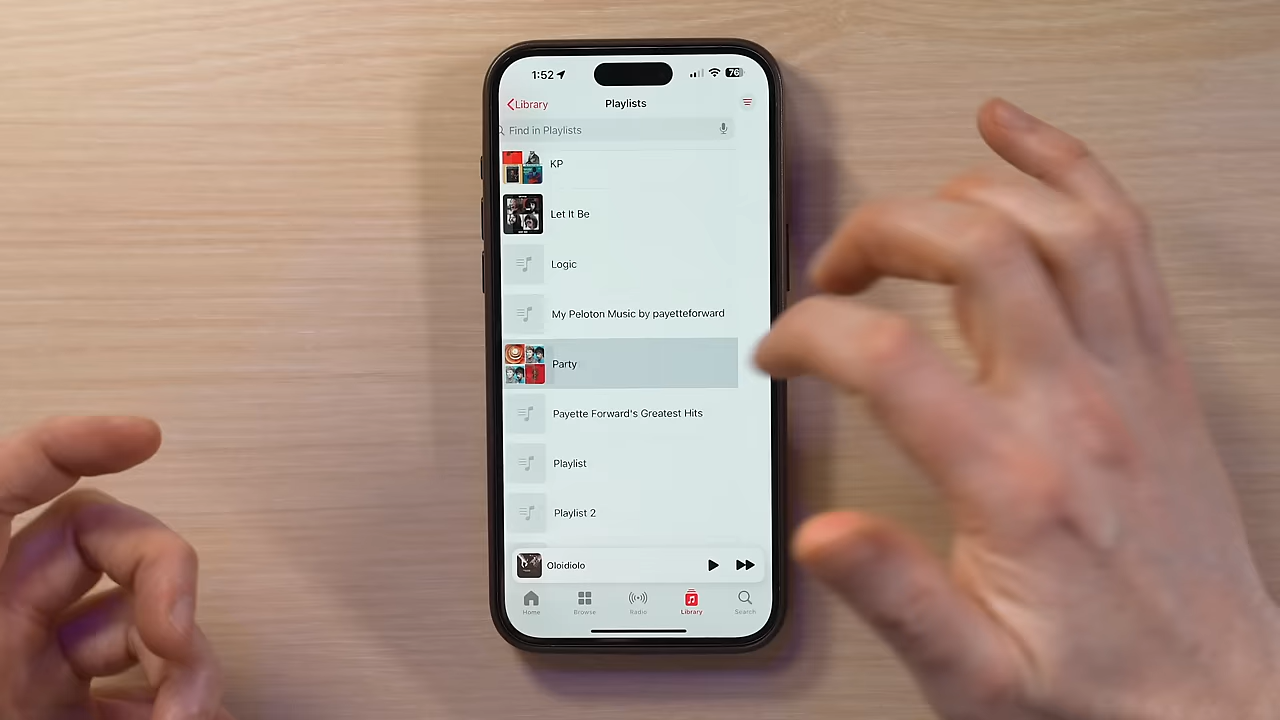 1:52
76
Library
Playlists
Find in Playlists
KP
Let It Be
Logic
My Peloton Music by payetteforward
Party
Payette Forward's Greatest Hits
Playlist
Playlist 2
Oloidiolo
Home
Browse
Radio
Library
Search